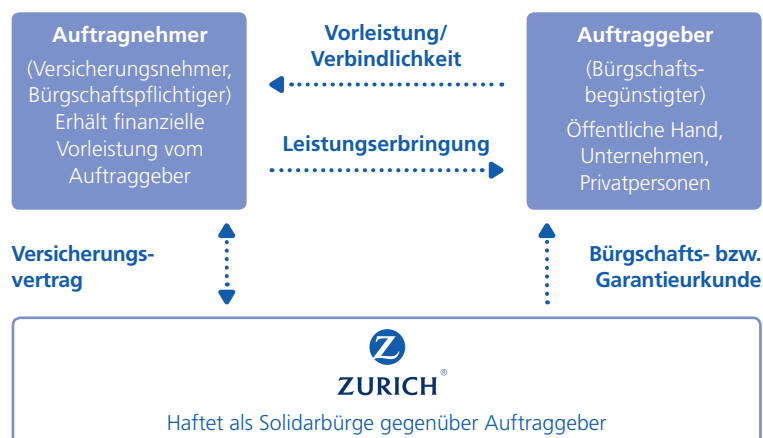 Auftragnehmer
(Versicherungsnehmer,
Bürgschaftspflichtiger)
Erhält finanzielle
Vorleistung vom
Auftraggeber
Vorleistung/
Verbindlichkeit
Leistungserbringung
Auftraggeber
(Bürgschafts-
begünstigter)
Öffentliche Hand,
Unternehmen,
Privatpersonen
Versicherungs-
vertrag
Bürgschafts- bzw.
Garantieurkunde
Z
ZURICH®
Haftet als Solidarbürge gegenüber Auftraggeber